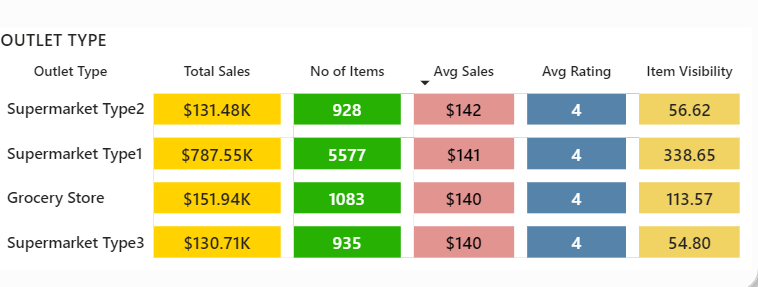 OUTLET TYPE
Outlet Type Total Sales No of Items Avg Sales Avg Rating Item Visibility
Supermarket Type2 $131.48K 928 $142 4 56.62
Supermarket Type1 $787.55K 5577 $141 4 338.65
Grocery Store $151.94K 1083 $140 4 113.57
Supermarket Type3 $130.71K 935 $140 4 54.80